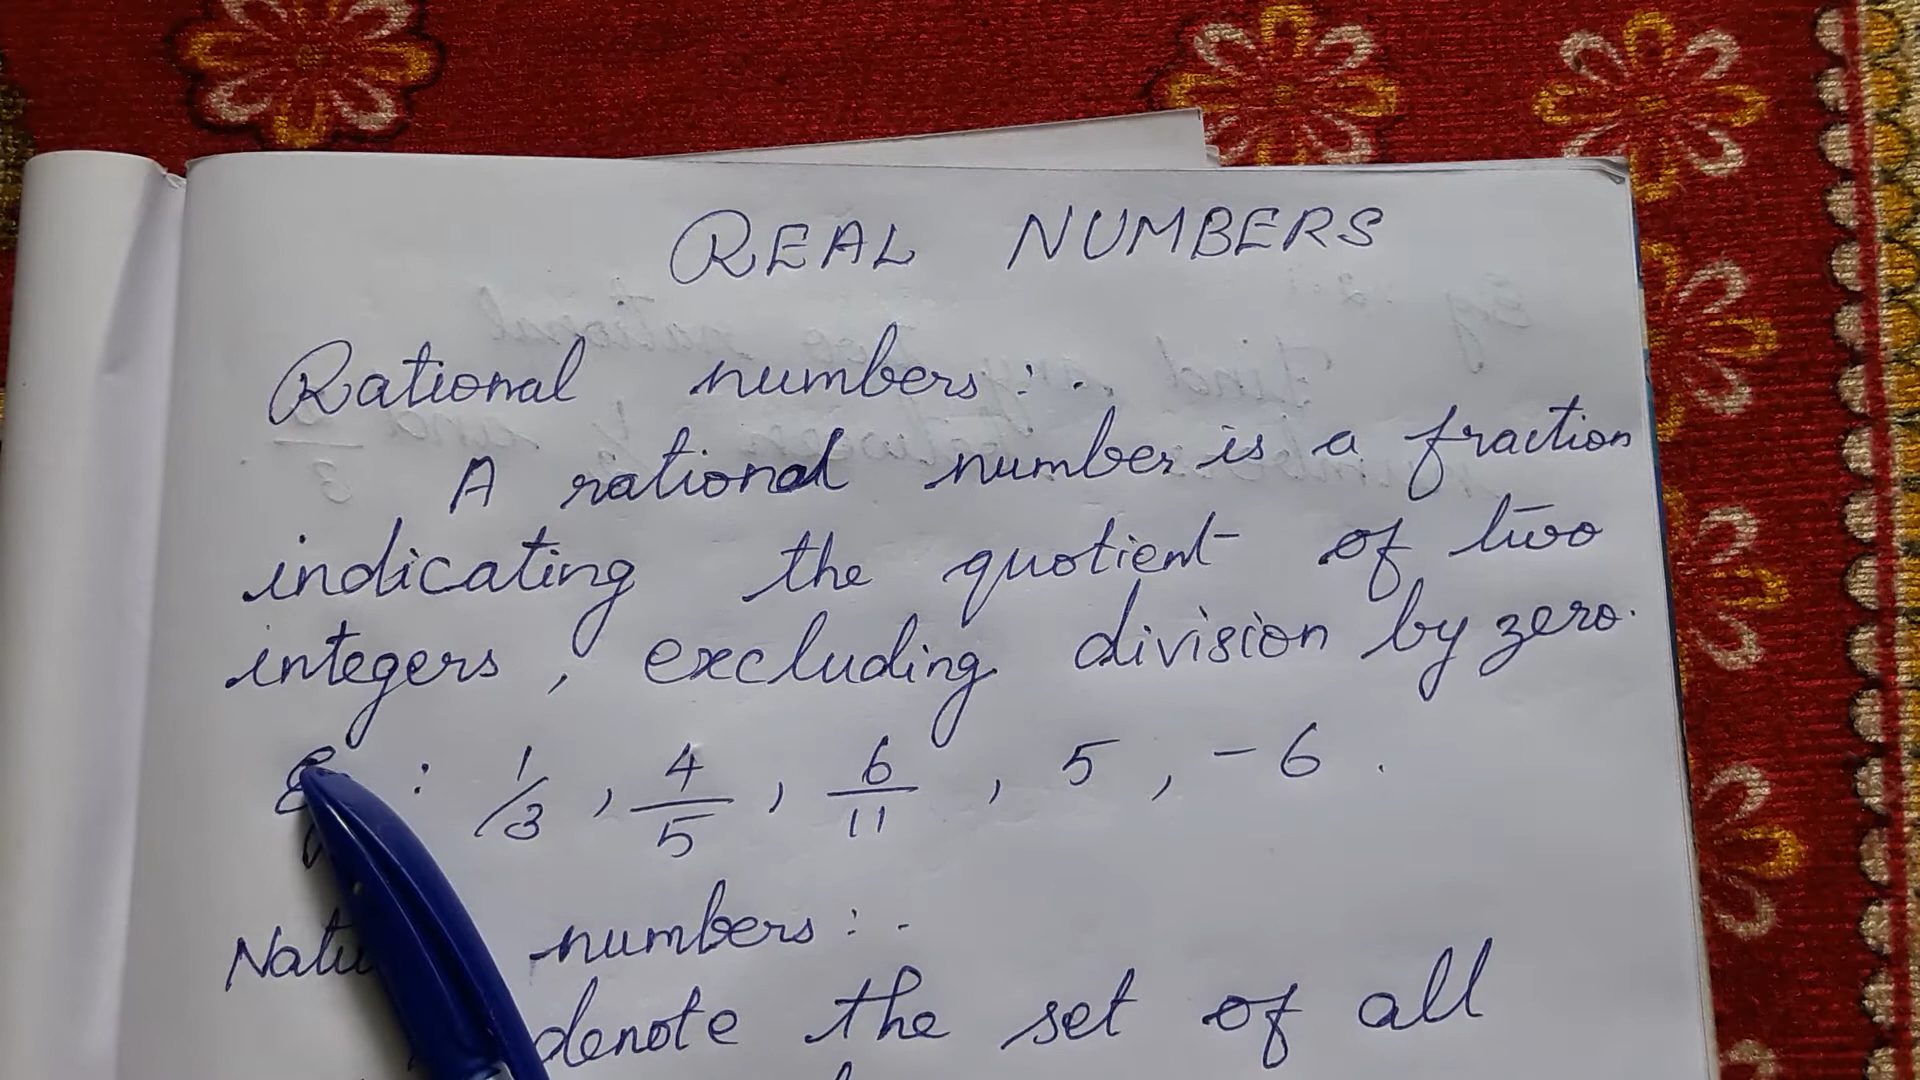 REAL NUMBERS
Rational numbers :.
A rational number is a fraction
indicating the quotient of two
integers, excluding division by zero.
Eg : 1/3, 4/5, 6/11, 5, -6.
numbers :-
denote the set of all